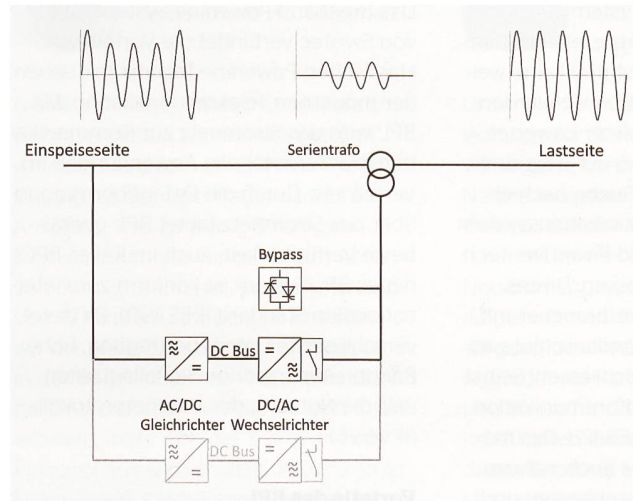 Einspeiseseite Serientrafo Lastseite
Bypass
≈ = DC Bus = ≈
AC/DC DC/AC
Gleichrichter Wechselrichter
≈ = DC Bus = ≈